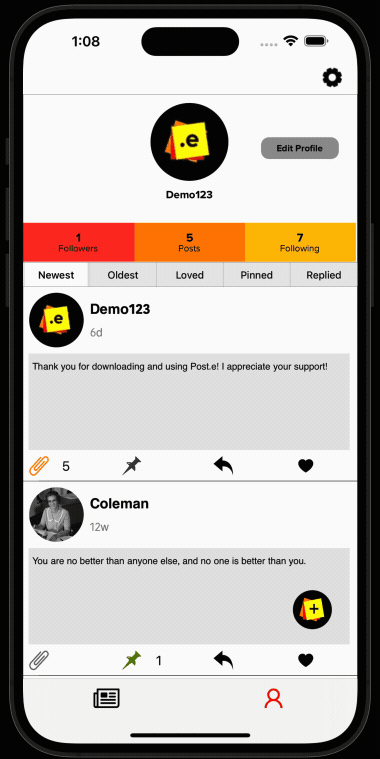 1:08
.e
Edit Profile
Demo123
1 5 7
Followers Posts Following
Newest Oldest Loved Pinned Replied
.e
Demo123
6d
Thank you for downloading and using Post.e! I appreciate your support!
5
Coleman
12w
You are no better than anyone else, and no one is better than you.
+
1